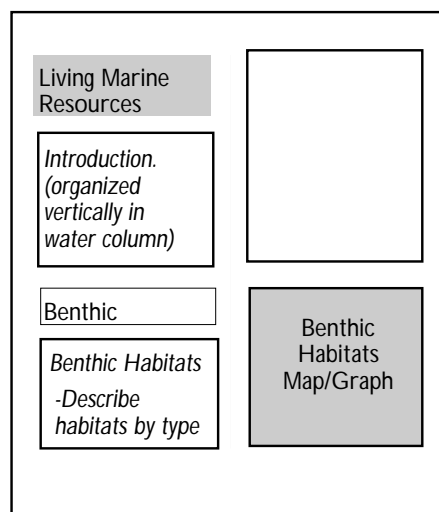 Living Marine
Resources
Introduction.
(organized
vertically in
water column)
Benthic
Benthic Habitats
-Describe
habitats by type
Benthic
Habitats
Map/Graph